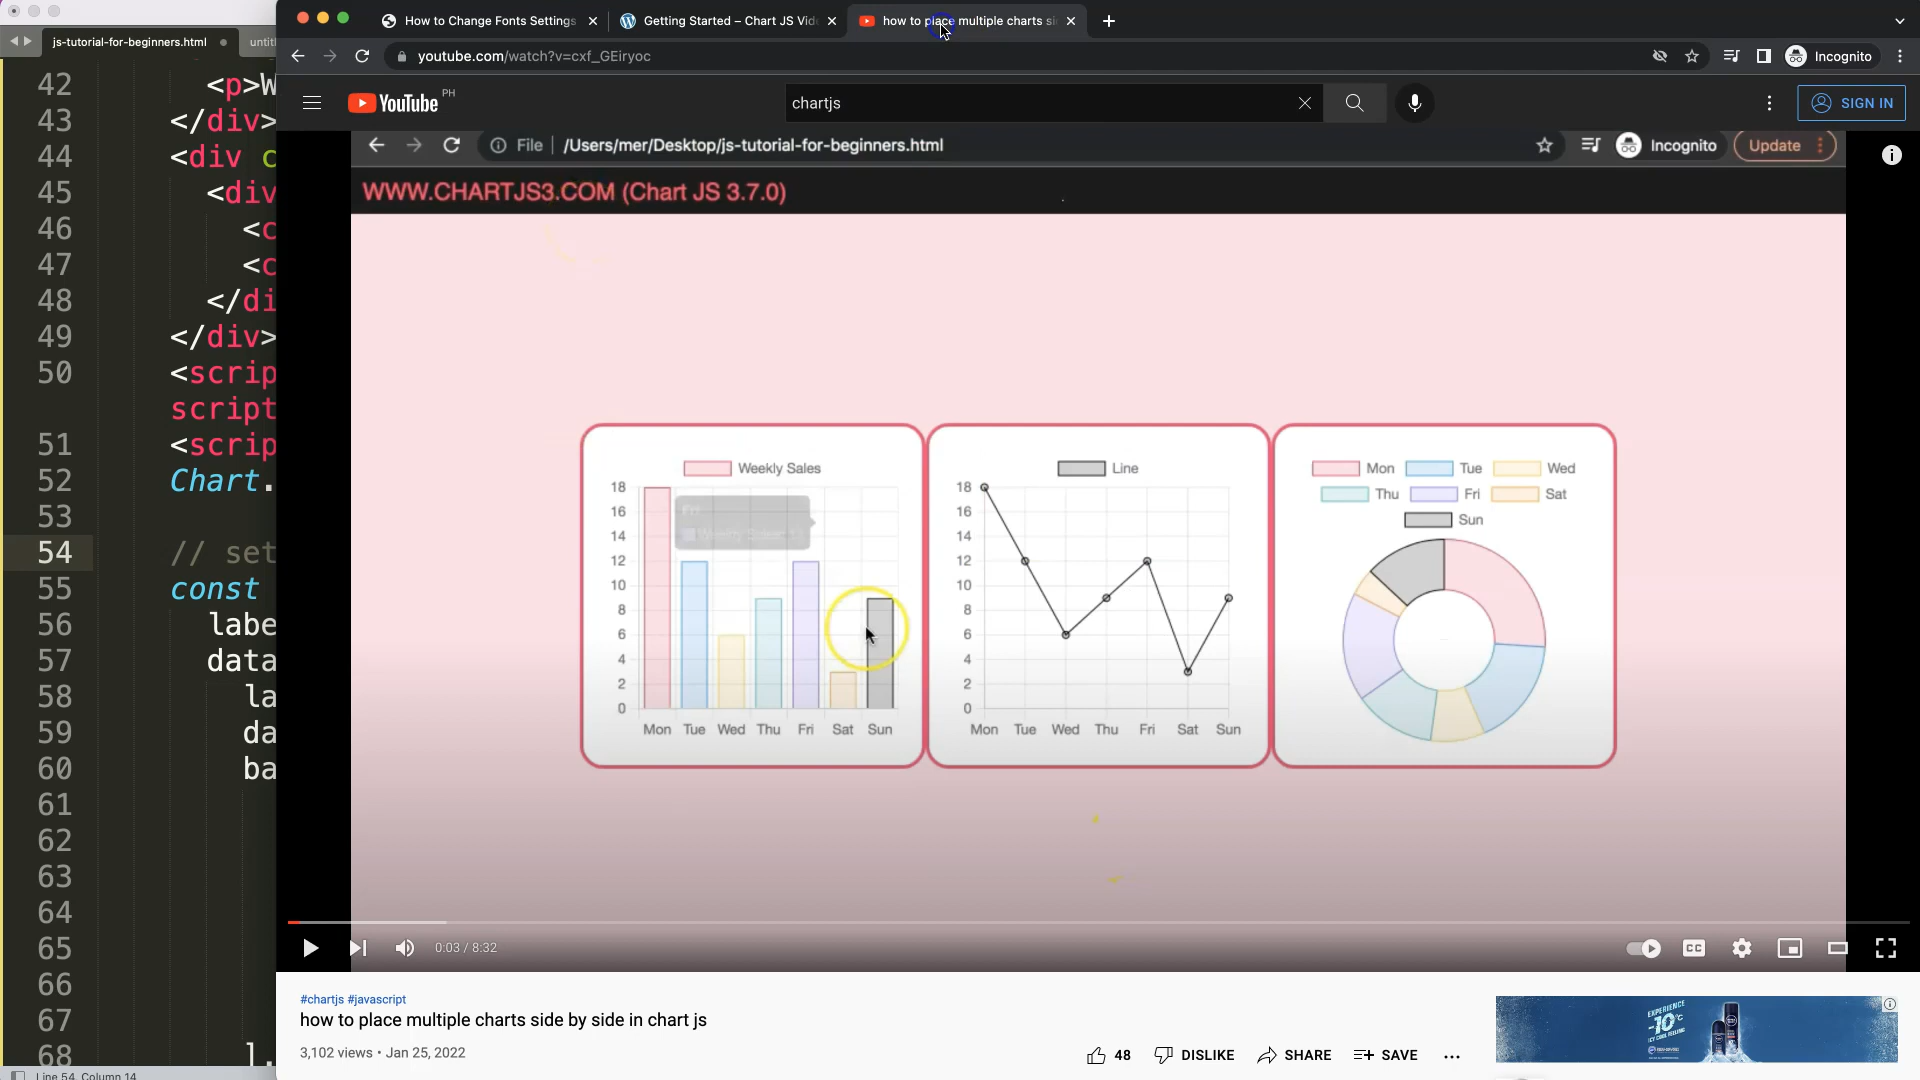 How to Change Fonts Settings
Getting Started – Chart JS Vid
how to place multiple charts si
js-tutorial-for-beginners.html
untitl
youtube.com/watch?v=cxf_GEiryoc
Incognito
YouTube PH
chartjs
SIGN IN
File
/Users/mer/Desktop/js-tutorial-for-beginners.html
Incognito
Update
WWW.CHARTJS3.COM (Chart JS 3.7.0)
42 <p>W
43 </div>
44 <div c
45 <div
46 <c
47 <c
48 </di
49 </div>
50 <scrip
script
51 <scrip
52 Chart.
53
54 // set
55 const
56 labe
57 data
58 la
59 da
60 ba
61
62
63
64
65
66
67
68 ],
Line 54, Column 14
Weekly Sales
18
16
14
12
10
8
6
4
2
0
Mon Tue Wed Thu Fri Sat Sun
Fri
Line
18
16
14
12
10
8
6
4
2
0
Mon Tue Wed Thu Fri Sat Sun
Mon Tue Wed
Thu Fri Sat
Sun
0:03 / 8:32
CC
#chartjs #javascript
how to place multiple charts side by side in chart js
3,102 views • Jan 25, 2022
48
DISLIKE
SHARE
SAVE
EXPERIENCE
-10°C
ICY COOL FEELING